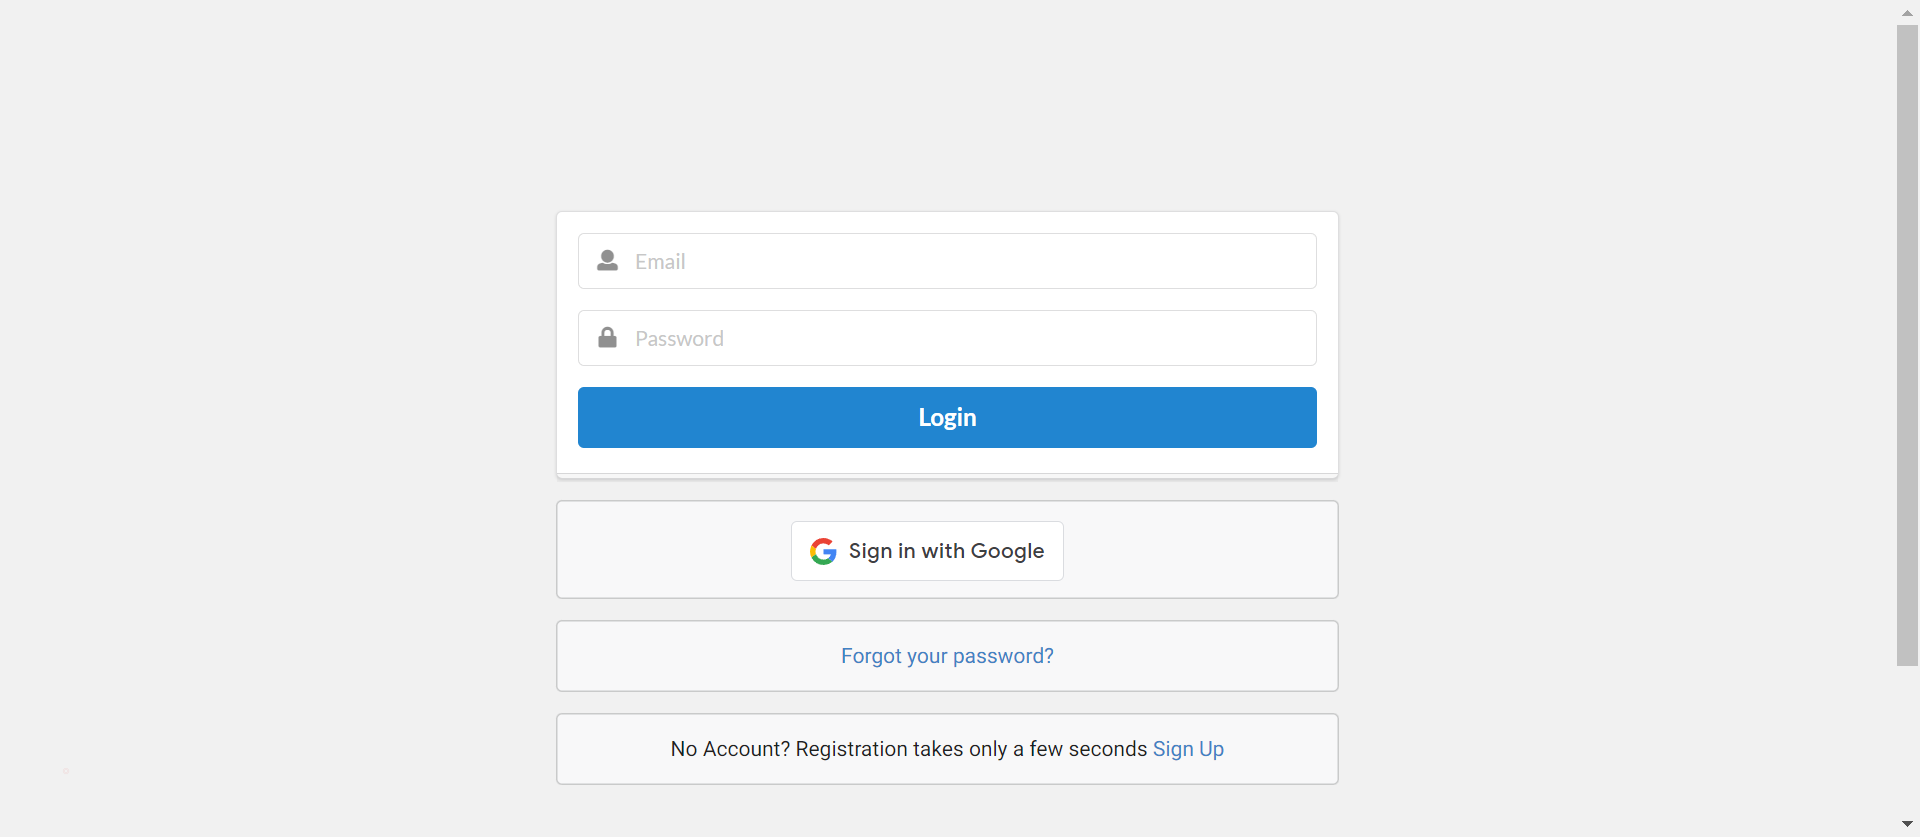 Email
Password
Login
Sign in with Google
Forgot your password?
No Account? Registration takes only a few seconds Sign Up